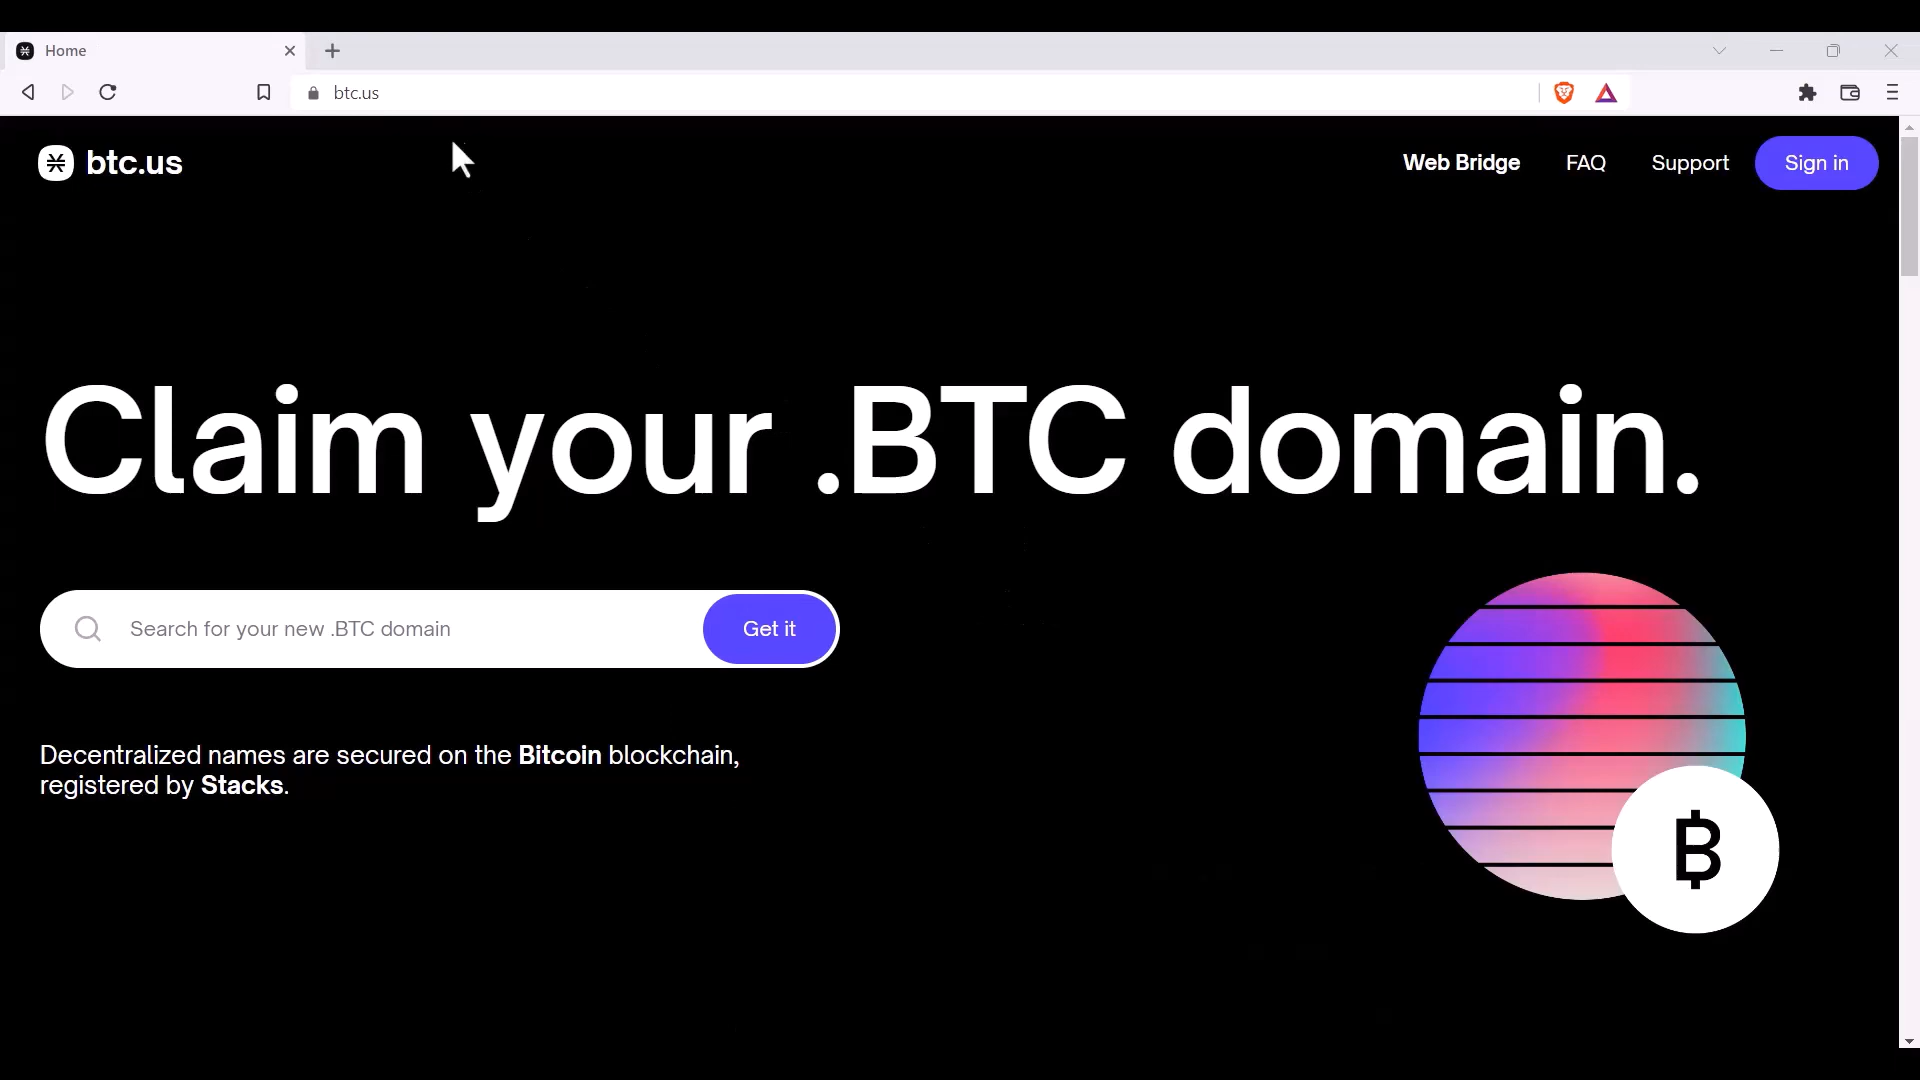 Home
btc.us
btc.us
Web Bridge
FAQ
Support
Sign in
Claim your .BTC domain.
Search for your new .BTC domain
Get it
Decentralized names are secured on the Bitcoin blockchain,
registered by Stacks.